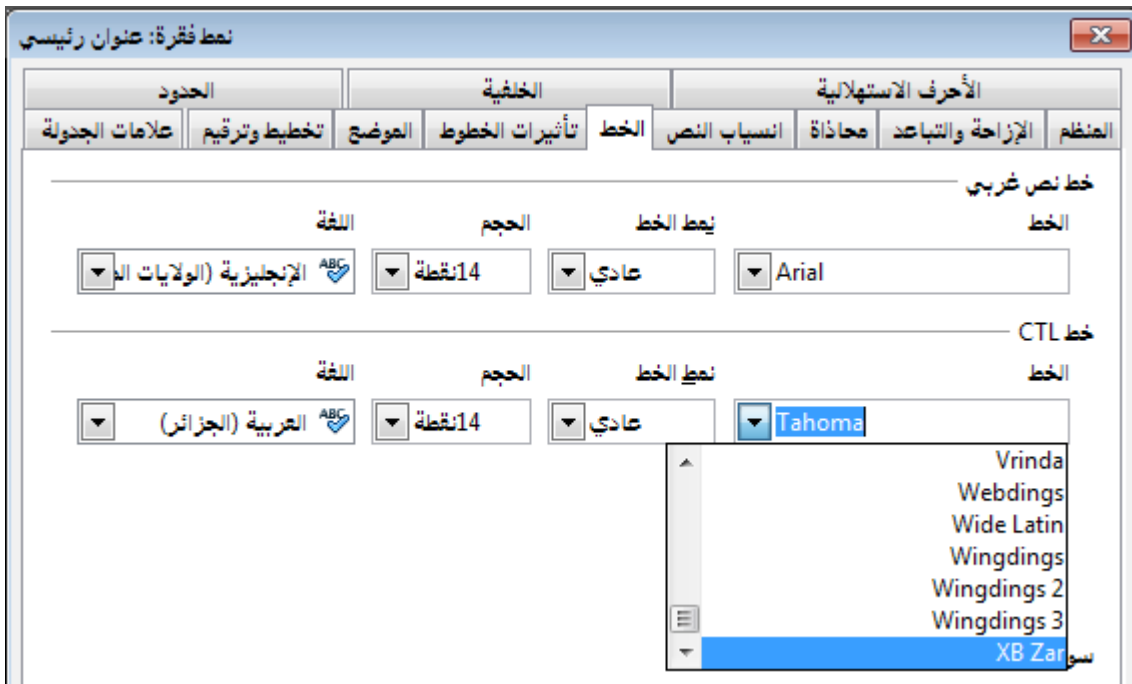 نمط فقرة: عنوان رئيسي
الأحرف الاستهلالية الخلفية الحدود
المنظم الإزاحة والتباعد محاذاة انسياب النص الخط تأثيرات الخطوط الموضع تخطيط وترقيم علامات الجدولة
خط نص غربي
الخط نمط الخط الحجم اللغة
Arial عادي 14نقطة الإنجليزية (الولايات
خط CTL
الخط نمط الخط الحجم اللغة
Tahoma عادي 14نقطة العربية (الجزائر)
Vrinda
Webdings
Wide Latin
Wingdings
Wingdings 2
Wingdings 3
XB Zar